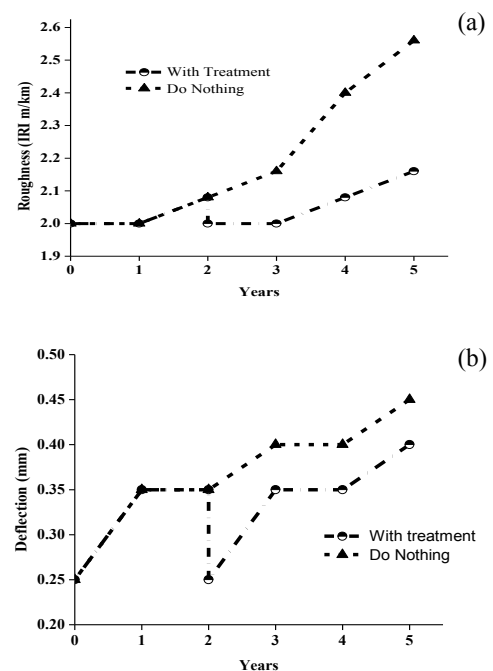 (a)
2.6
2.5
2.4
2.3
2.2
2.1
2.0
1.9
Roughness (IRI m/km)
With Treatment
Do Nothing
0 1 2 3 4 5
Years
(b)
0.50
0.45
0.40
0.35
0.30
0.25
0.20
Deflection (mm)
With treatment
Do Nothing
0 1 2 3 4 5
Years